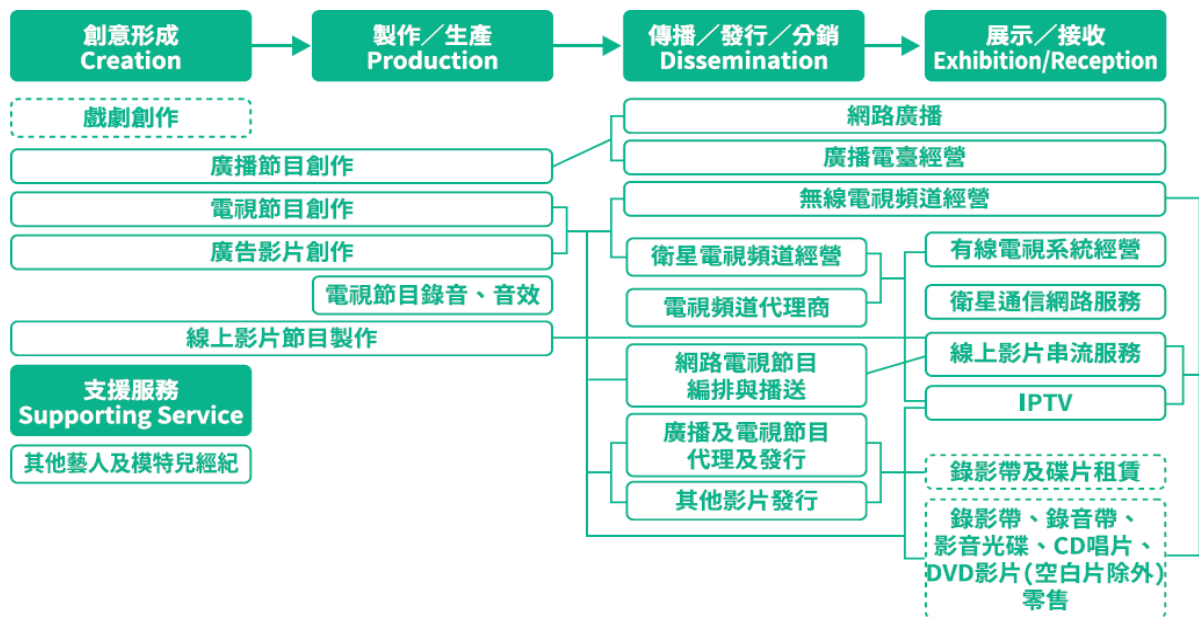 創意形成
Creation
製作／生產
Production
傳播／發行／分銷
Dissemination
展示／接收
Exhibition/Reception
戲劇創作
網路廣播
廣播節目創作
廣播電臺經營
電視節目創作
無線電視頻道經營
廣告影片創作
衛星電視頻道經營
有線電視系統經營
電視節目錄音、音效
電視頻道代理商
衛星通信網路服務
線上影片節目製作
網路電視節目
編排與播送
線上影片串流服務
IPTV
支援服務
Supporting Service
廣播及電視節目
代理及發行
其他藝人及模特兒經紀
錄影帶及碟片租賃
其他影片發行
錄影帶、錄音帶、
影音光碟、CD唱片、
DVD影片(空白片除外)
零售